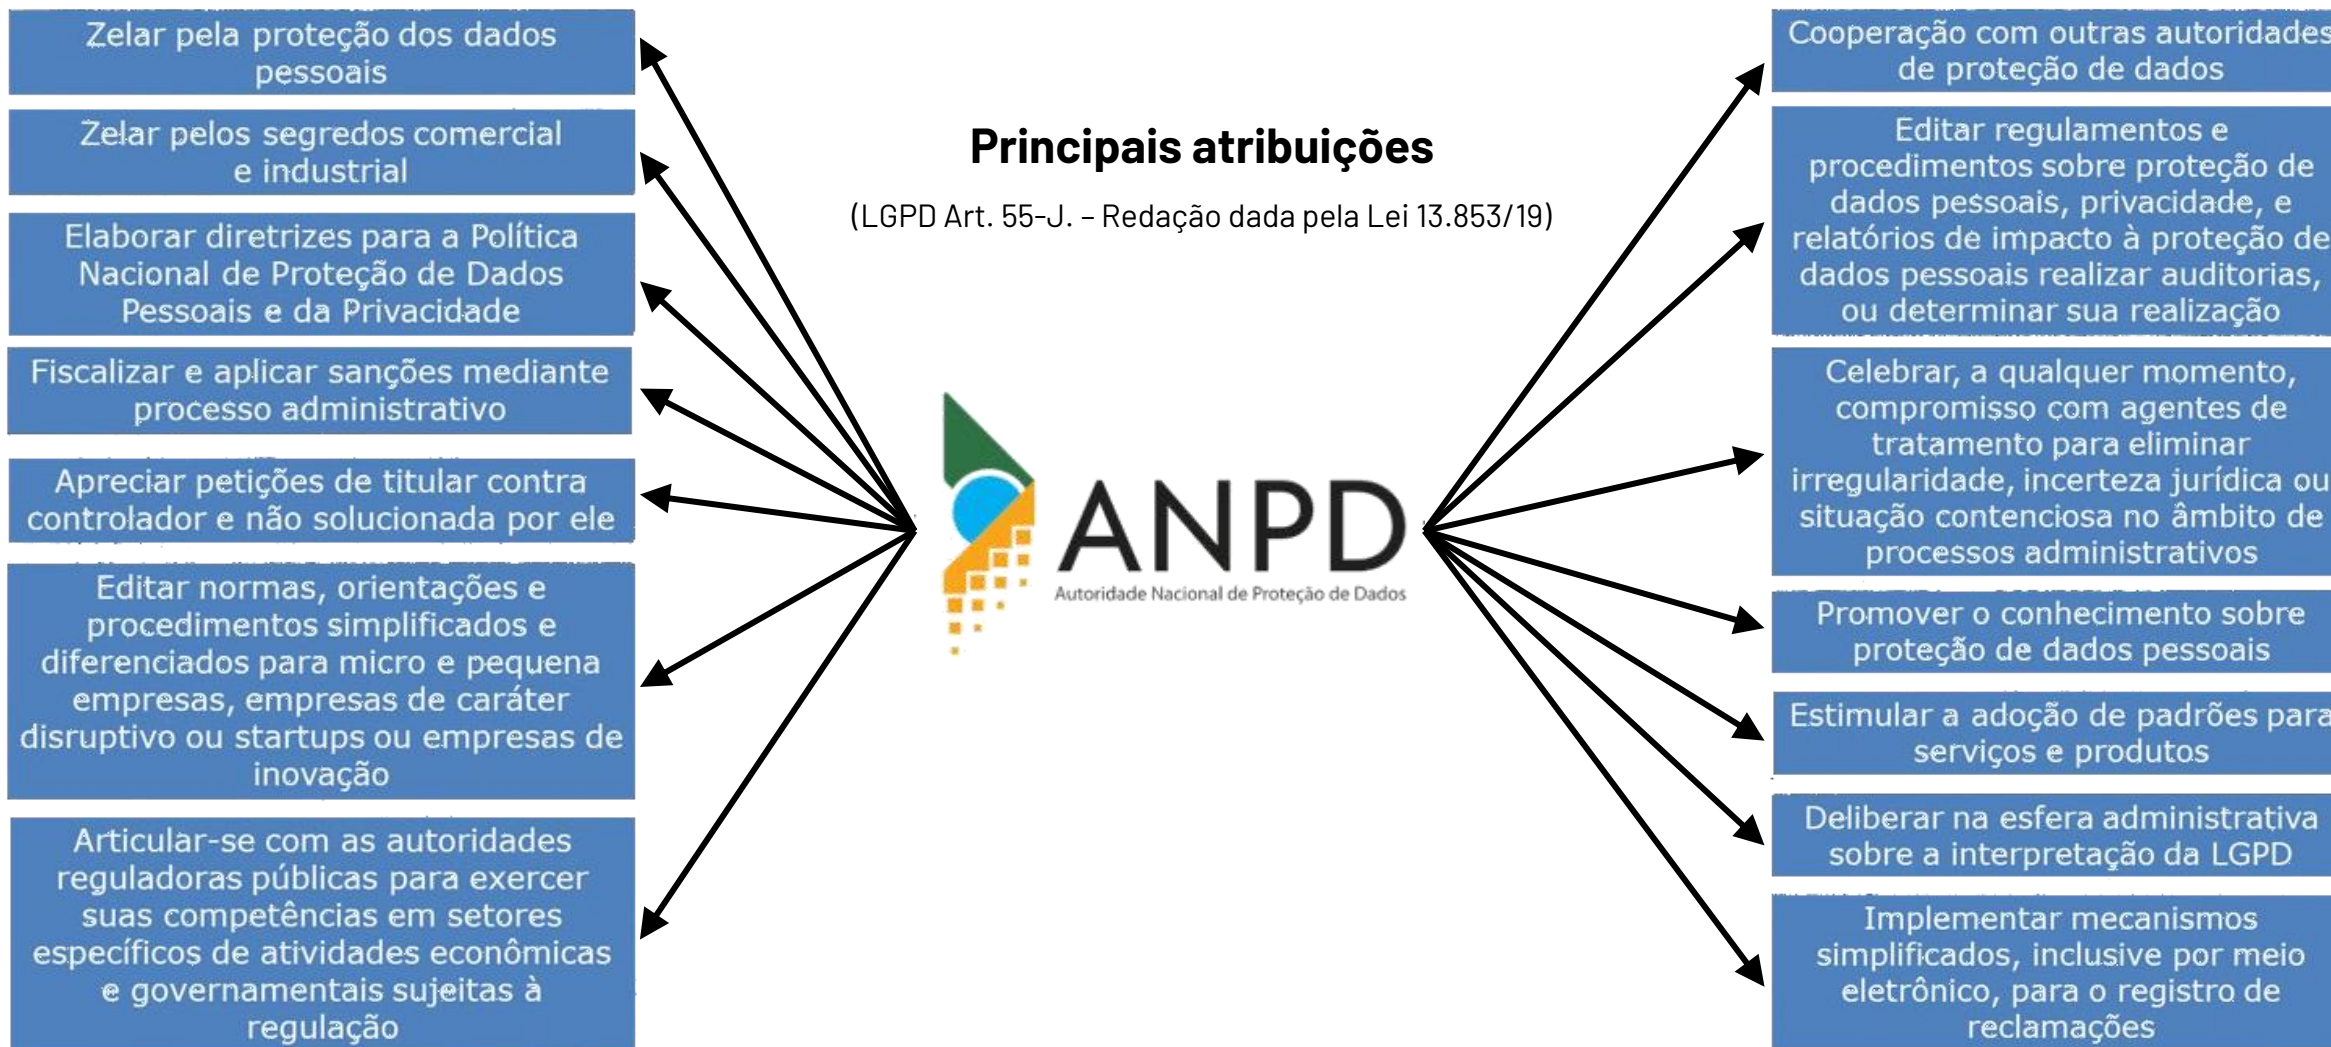 Zelar pela proteção dos dados
pessoais
Zelar pelos segredos comercial
e industrial
Elaborar diretrizes para a Política
Nacional de Proteção de Dados
Pessoais e da Privacidade
Fiscalizar e aplicar sanções mediante
processo administrativo
Apreciar petições de titular contra
controlador e não solucionada por ele
Editar normas, orientações e
procedimentos simplificados e
diferenciados para micro e pequena
empresas, empresas de caráter
disruptivo ou startups ou empresas de
inovação
Articular-se com as autoridades
reguladoras públicas para exercer
suas competências em setores
específicos de atividades econômicas
e governamentais sujeitas à
regulação
Principais atribuições
(LGPD Art. 55-J. – Redação dada pela Lei 13.853/19)
ANPD
Autoridade Nacional de Proteção de Dados
Cooperação com outras autoridades
de proteção de dados
Editar regulamentos e
procedimentos sobre proteção de
dados pessoais, privacidade, e
relatórios de impacto à proteção de
dados pessoais realizar auditorias,
ou determinar sua realização
Celebrar, a qualquer momento,
compromisso com agentes de
tratamento para eliminar
irregularidade, incerteza jurídica ou
situação contenciosa no âmbito de
processos administrativos
Promover o conhecimento sobre
proteção de dados pessoais
Estimular a adoção de padrões para
serviços e produtos
Deliberar na esfera administrativa
sobre a interpretação da LGPD
Implementar mecanismos
simplificados, inclusive por meio
eletrônico, para o registro de
reclamações